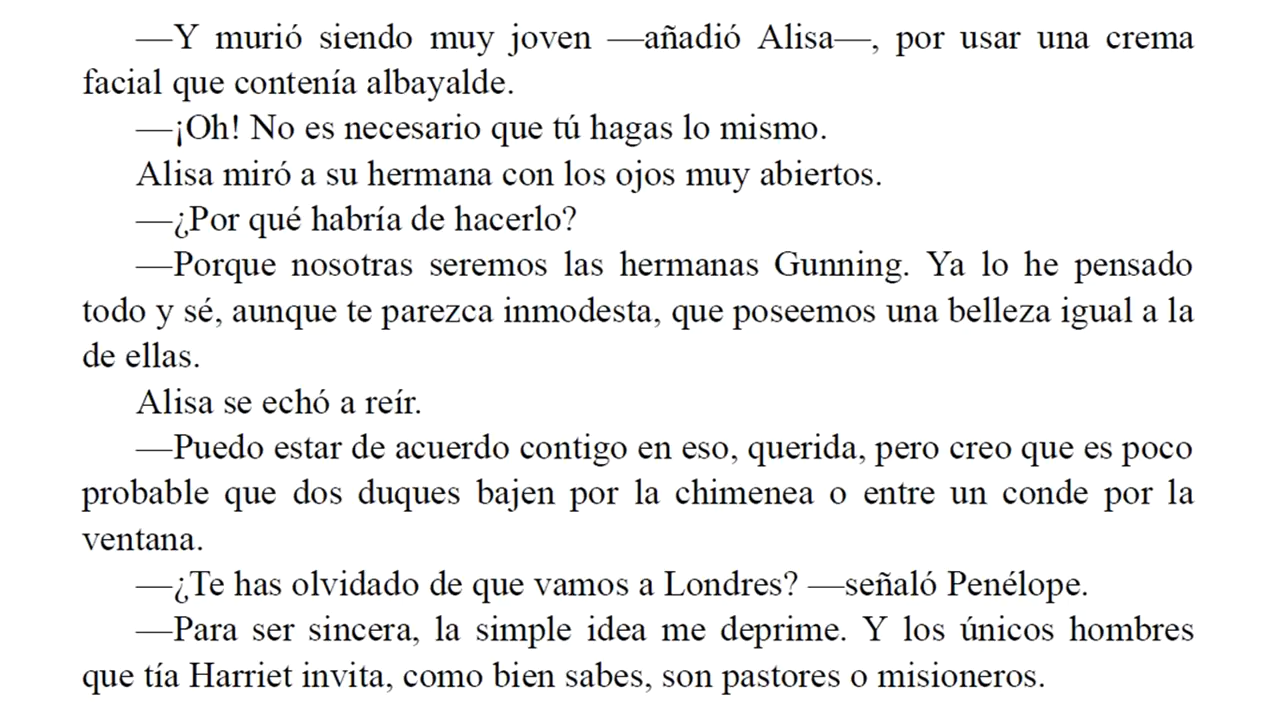 —Y murió siendo muy joven —añadió Alisa—, por usar una crema
facial que contenía albayalde.
—¡Oh! No es necesario que tú hagas lo mismo.
Alisa miró a su hermana con los ojos muy abiertos.
—¿Por qué habría de hacerlo?
—Porque nosotras seremos las hermanas Gunning. Ya lo he pensado
todo y sé, aunque te parezca inmodesta, que poseemos una belleza igual a la
de ellas.
Alisa se echó a reír.
—Puedo estar de acuerdo contigo en eso, querida, pero creo que es poco
probable que dos duques bajen por la chimenea o entre un conde por la
ventana.
—¿Te has olvidado de que vamos a Londres? —señaló Penélope.
—Para ser sincera, la simple idea me deprime. Y los únicos hombres
que tía Harriet invita, como bien sabes, son pastores o misioneros.